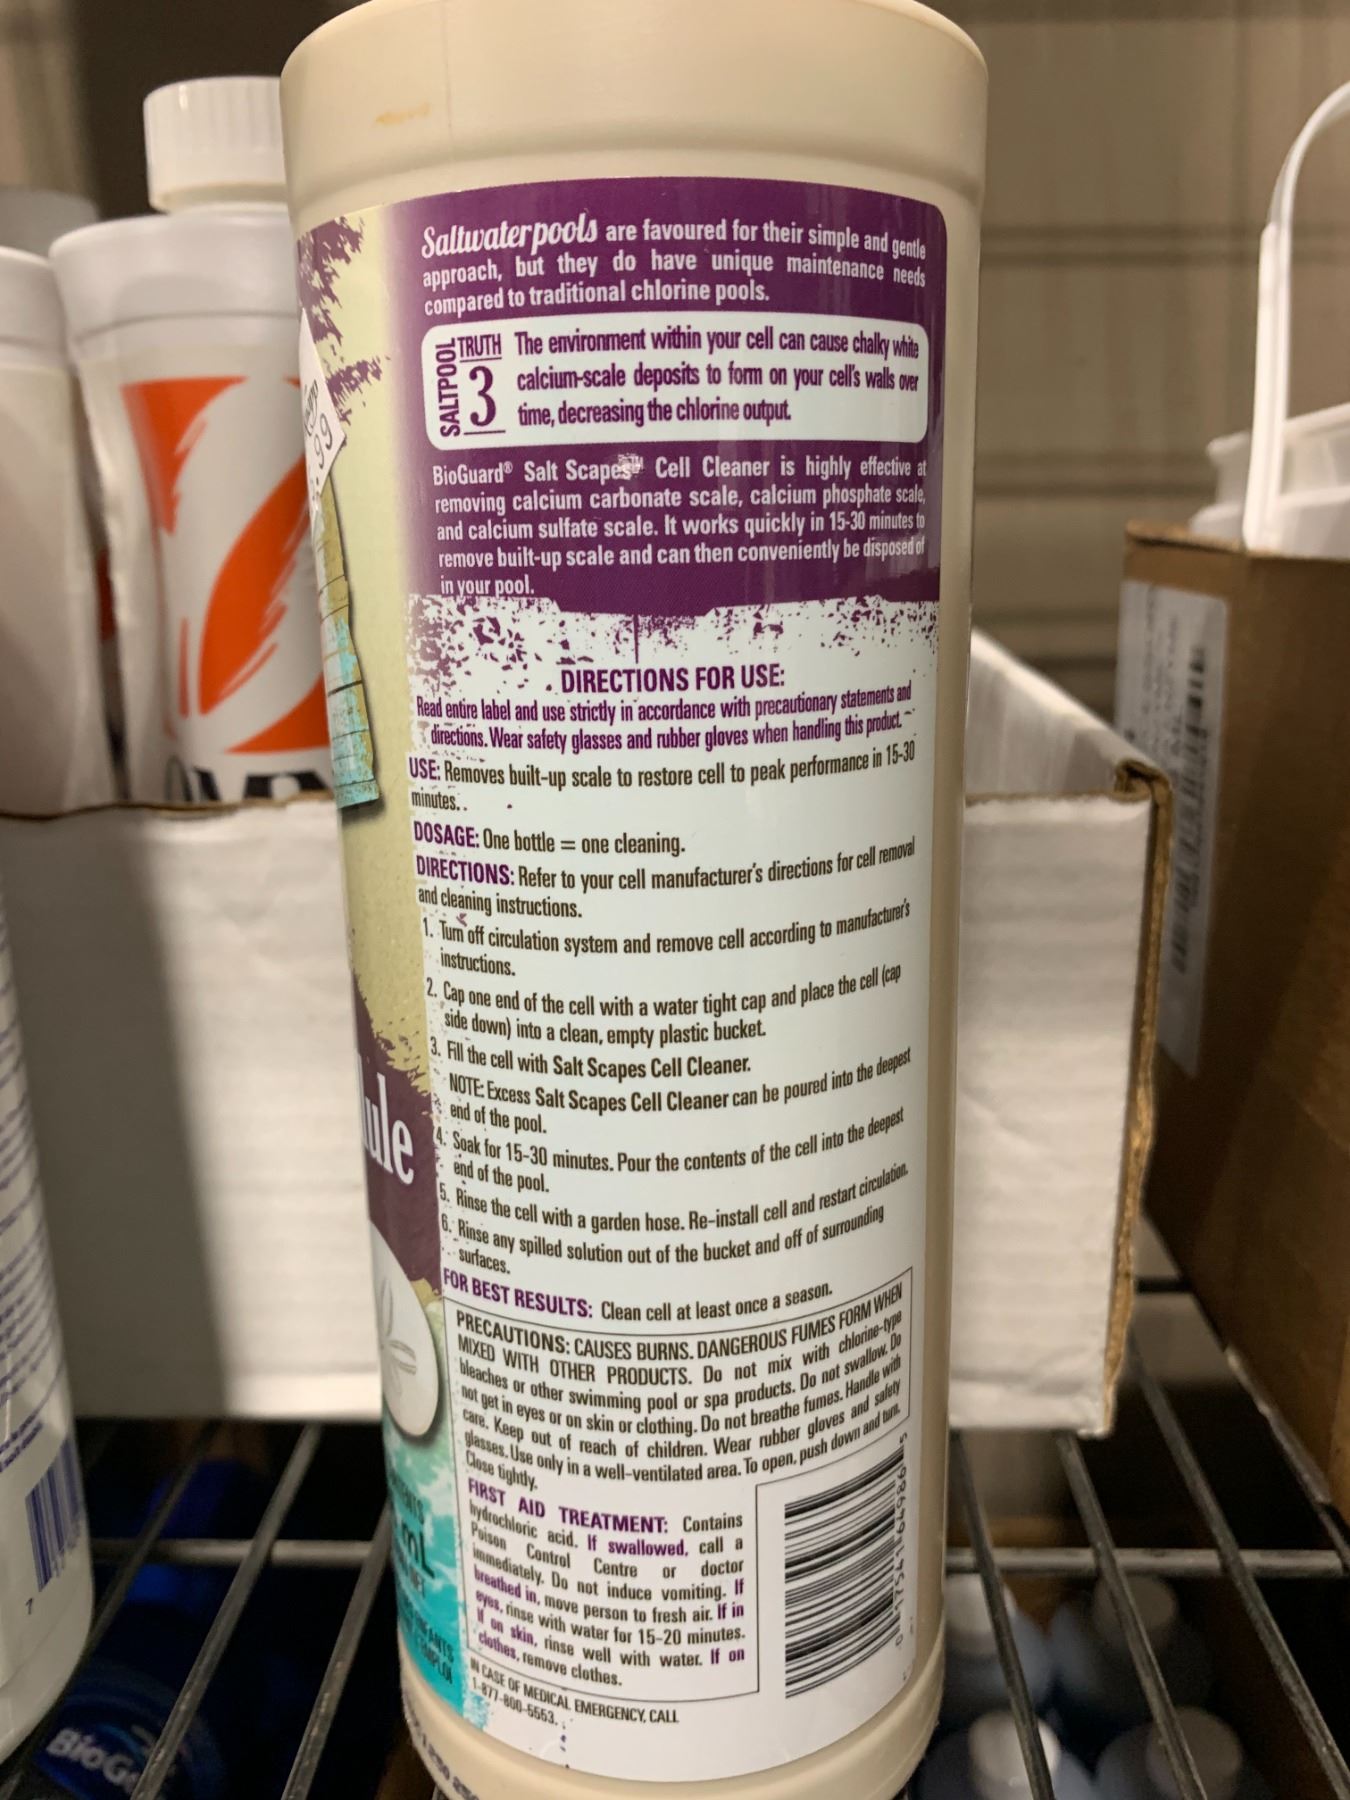 Saltwater pools are favoured for their simple and gentle
approach, but they do have unique maintenance needs
compared to traditional chlorine pools.
SALTPOOL
TRUTH
3
The environment within your cell can cause chalky white
calcium-scale deposits to form on your cell's walls over
time, decreasing the chlorine output.
BioGuard® Salt Scapes™ Cell Cleaner is highly effective at
removing calcium carbonate scale, calcium phosphate scale,
and calcium sulfate scale. It works quickly in 15-30 minutes to
remove built-up scale and can then conveniently be disposed of
in your pool.
DIRECTIONS FOR USE:
Read entire label and use strictly in accordance with precautionary statements and
directions. Wear safety glasses and rubber gloves when handling this product.
USE: Removes built-up scale to restore cell to peak performance in 15-30
minutes.
DOSAGE: One bottle = one cleaning.
DIRECTIONS: Refer to your cell manufacturer's directions for cell removal
and cleaning instructions.
1. Turn off circulation system and remove cell according to manufacturer's
instructions.
2. Cap one end of the cell with a water tight cap and place the cell (cap
side down) into a clean, empty plastic bucket.
3. Fill the cell with Salt Scapes Cell Cleaner.
NOTE: Excess Salt Scapes Cell Cleaner can be poured into the deepest
end of the pool.
4. Soak for 15-30 minutes. Pour the contents of the cell into the deepest
end of the pool.
5. Rinse the cell with a garden hose. Re-install cell and restart circulation.
6. Rinse any spilled solution out of the bucket and off of surrounding
surfaces.
FOR BEST RESULTS: Clean cell at least once a season.
PRECAUTIONS: CAUSES BURNS. DANGEROUS FUMES FORM WHEN
MIXED WITH OTHER PRODUCTS. Do not mix with chlorine-type
bleaches or other swimming pool or spa products. Do not swallow. Do
not get in eyes or on skin or clothing. Do not breathe fumes. Handle with
care. Keep out of reach of children. Wear rubber gloves and safety
glasses. Use only in a well-ventilated area. To open, push down and turn.
Close tightly.
FIRST AID TREATMENT: Contains
hydrochloric acid. If swallowed, call a
Poison Control Centre or doctor
immediately. Do not induce vomiting. If
breathed in, move person to fresh air. If in
eyes, rinse with water for 15-20 minutes.
If on skin, rinse well with water. If on
clothes, remove clothes.
IN CASE OF MEDICAL EMERGENCY, CALL
1-877-800-5553.
.99
ule
mL
BioG